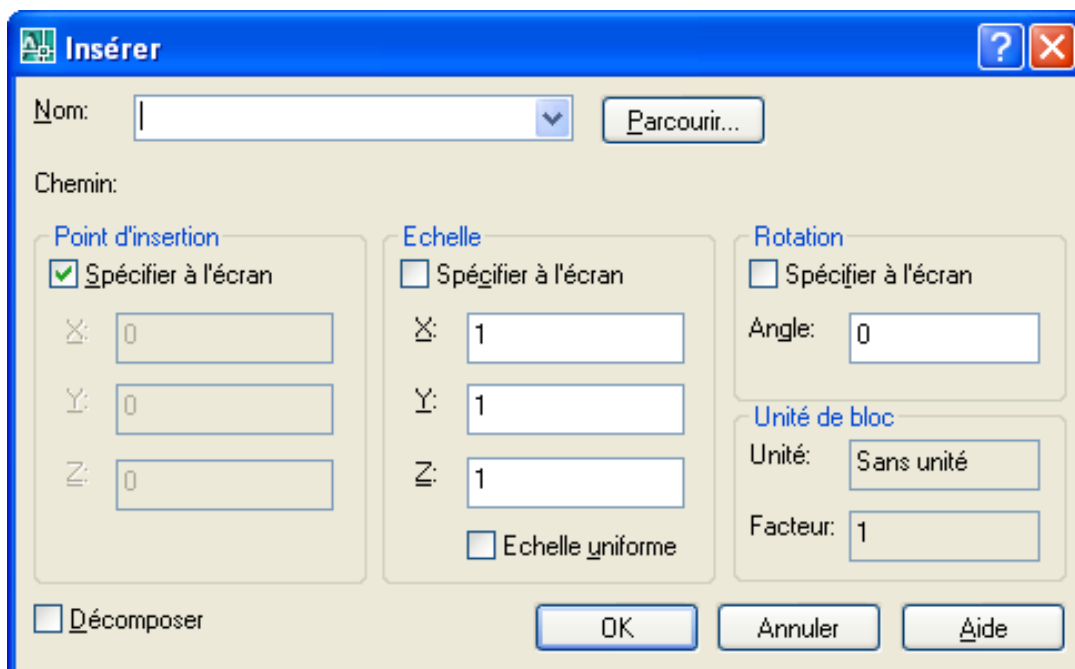 Insérer
Nom:
Parcourir...
Chemin:
Point d'insertion
Spécifier à l'écran
X: 0
Y: 0
Z: 0
Echelle
Spécifier à l'écran
X: 1
Y: 1
Z: 1
Echelle uniforme
Rotation
Spécifier à l'écran
Angle: 0
Unité de bloc
Unité: Sans unité
Facteur: 1
Décomposer
OK
Annuler
Aide